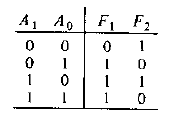 A₁ A₀ F₁ F₂
0 0 0 1
0 1 1 0
1 0 1 1
1 1 1 0